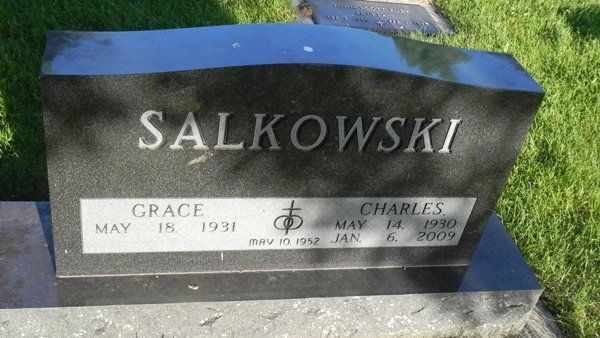 SALKOWSKI
GRACE
MAY 18, 1931
MAY 10, 1952
CHARLES
MAY 14, 1930
JAN. 6, 2009